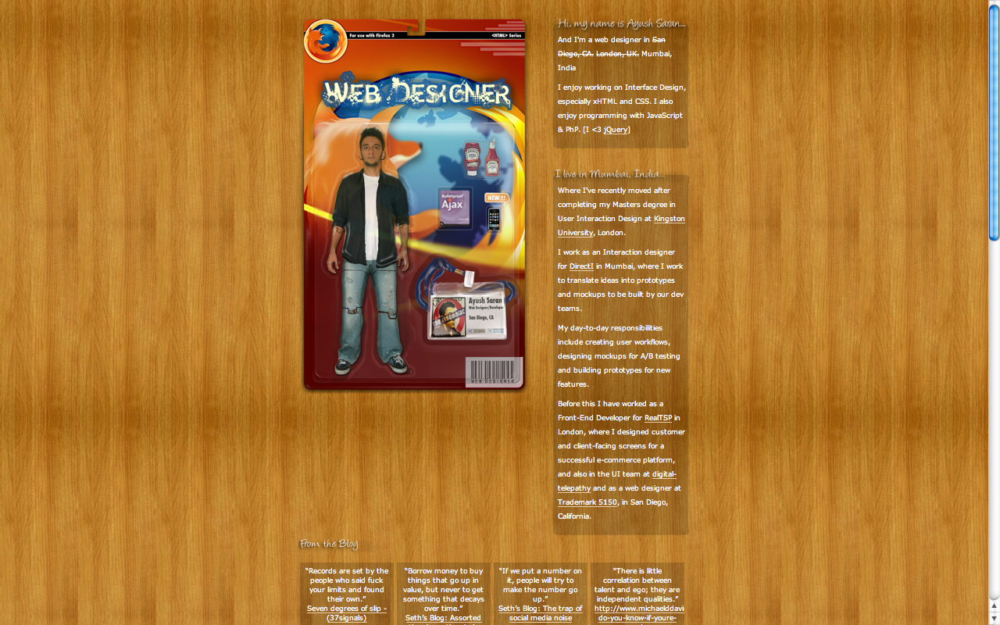 For use with Firefox 3
<HTML> Series
WEB DESIGNER
Bulletproof
Ajax
NEW !!
Ayush Saran
Web Designer/Develope
San Diego, CA
WEB DESIGNER
Hi, my name is Ayush Saran...
And I'm a web designer in San
Diego, CA. London, UK. Mumbai,
India
I enjoy working on Interface Design,
especially xHTML and CSS. I also
enjoy programming with JavaScript
& PhP. [I <3 jQuery]
I live in Mumbai, India...
Where I've recently moved after
completing my Masters degree in
User Interaction Design at Kingston
University, London.
I work as an Interaction designer
for DirectI in Mumbai, where I work
to translate ideas into prototypes
and mockups to be built by our dev
teams.
My day-to-day responsibilities
include creating user workflows,
designing mockups for A/B testing
and building prototypes for new
features.
Before this I have worked as a
Front-End Developer for RealTSP in
London, where I designed customer
and client-facing screens for a
successful e-commerce platform,
and also in the UI team at digital-
telepathy and as a web designer at
Trademark 5150, in San Diego,
California.
From the Blog
“Records are set by the
people who said fuck
your limits and found
their own.”
Seven degrees of slip -
(37signals)
“Borrow money to buy
things that go up in
value, but never to get
something that decays
over time.”
Seth's Blog: Assorted
“If we put a number on
it, people will try to
make the number go
up.”
Seth's Blog: The trap of
social media noise
“There is little
correlation between
talent and ego; they are
independent qualities.”
http://www.michaelddavi
do-you-know-if-youre-